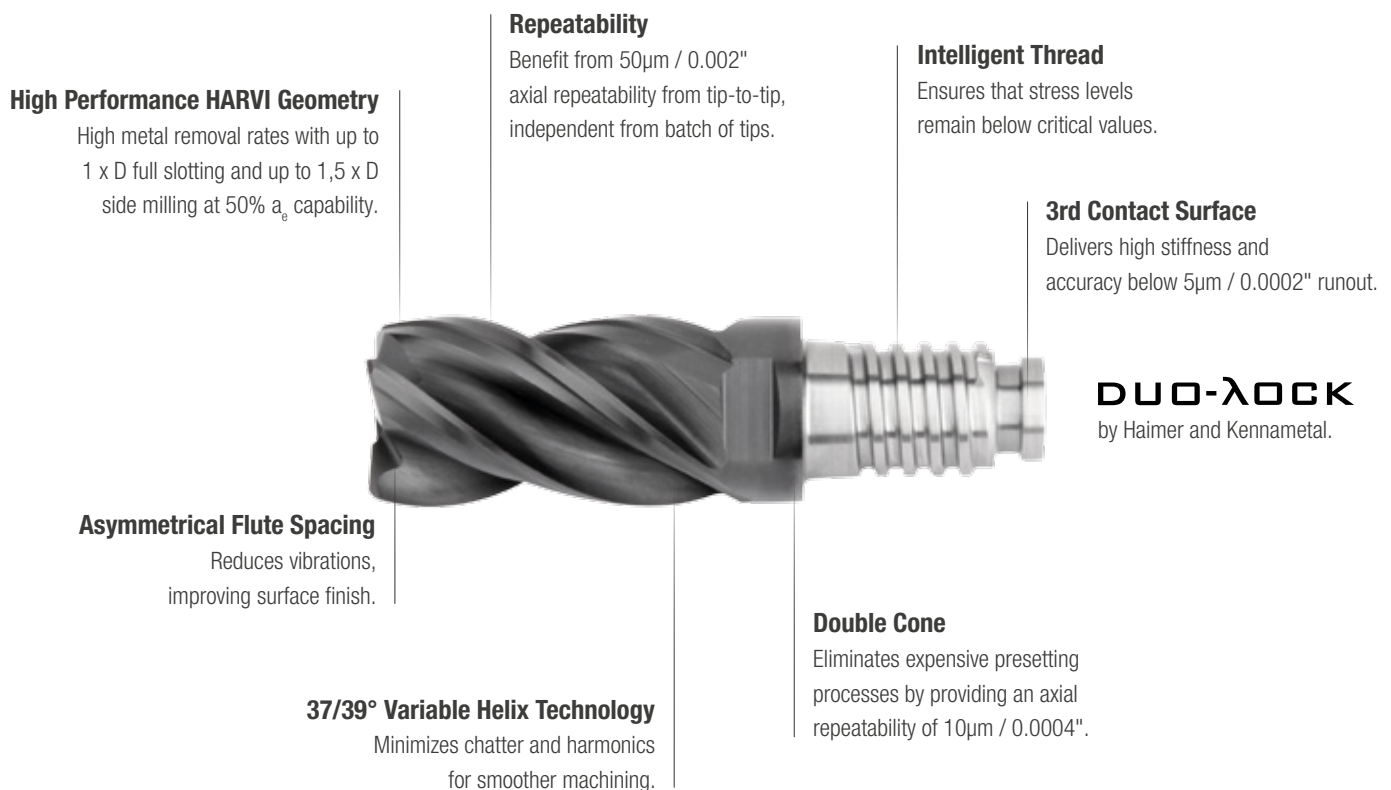 Repeatability
Benefit from 50µm / 0.002"
axial repeatability from tip-to-tip,
independent from batch of tips.
Intelligent Thread
Ensures that stress levels
remain below critical values.
High Performance HARVI Geometry
High metal removal rates with up to
1 x D full slotting and up to 1,5 x D
side milling at 50% aₑ capability.
3rd Contact Surface
Delivers high stiffness and
accuracy below 5µm / 0.0002" runout.
DUO-λOCK
by Haimer and Kennametal.
Asymmetrical Flute Spacing
Reduces vibrations,
improving surface finish.
Double Cone
Eliminates expensive presetting
processes by providing an axial
repeatability of 10µm / 0.0004".
37/39° Variable Helix Technology
Minimizes chatter and harmonics
for smoother machining.